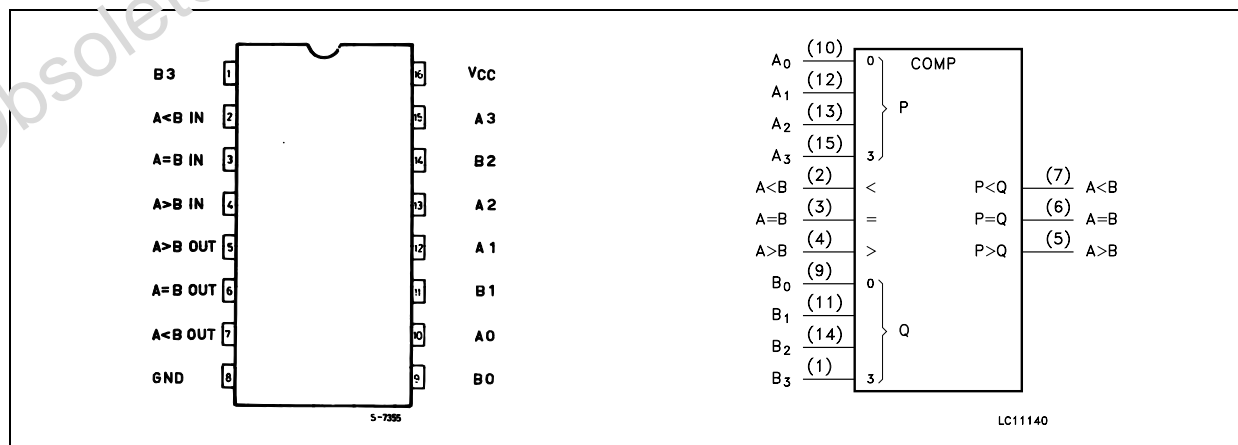 Obsolete
B3 1 16 VCC
A<B IN 2 15 A3
A=B IN 3 14 B2
A>B IN 4 13 A2
A>B OUT 5 12 A1
A=B OUT 6 11 B1
A<B OUT 7 10 A0
GND 8 9 B0
S-7355
COMP
A0 (10) 0
A1 (12)
P
A2 (13)
A3 (15) 3
A<B (2) < P<Q (7) A<B
A=B (3) = P=Q (6) A=B
A>B (4) > P>Q (5) A>B
B0 (9) 0
B1 (11)
Q
B2 (14)
B3 (1) 3
LC11140